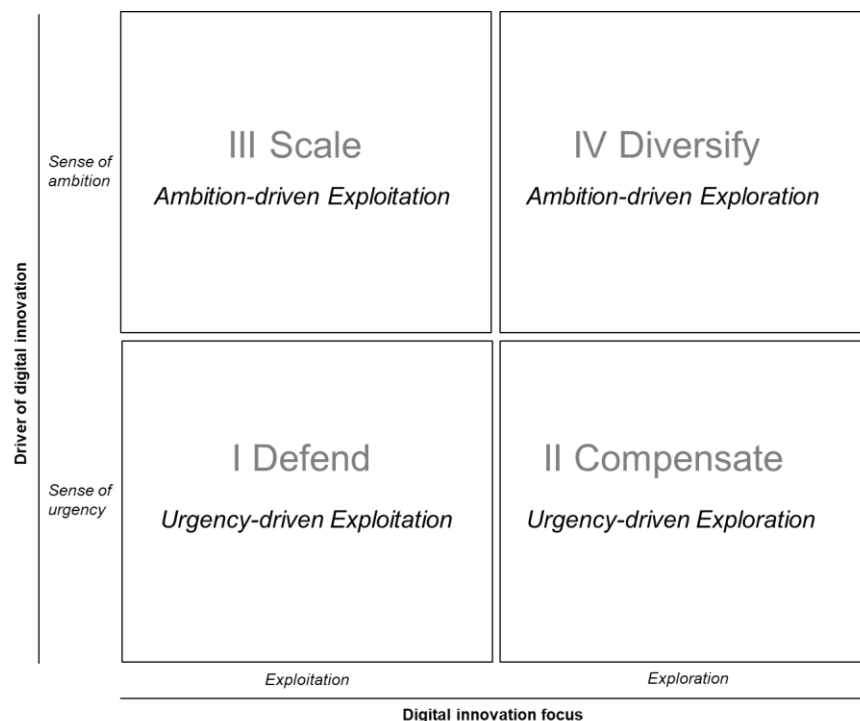 III Scale
IV Diversify
Sense of
ambition
Ambition-driven Exploitation
Ambition-driven Exploration
Driver of digital innovation
I Defend
II Compensate
Sense of
urgency
Urgency-driven Exploitation
Urgency-driven Exploration
Exploitation
Exploration
Digital innovation focus